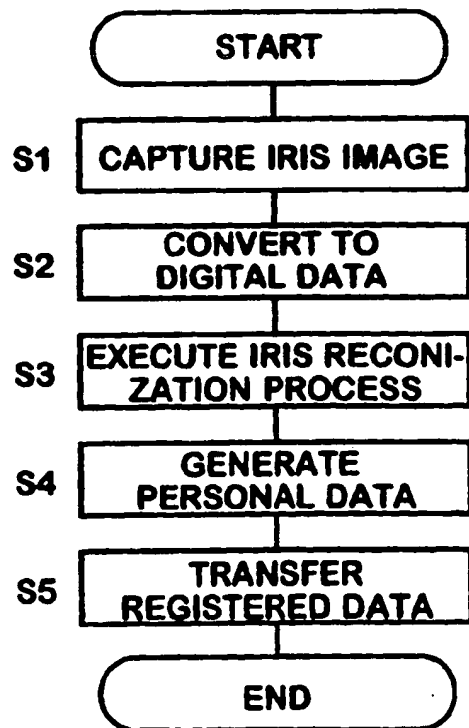 START
S1 CAPTURE IRIS IMAGE
S2 CONVERT TO
DIGITAL DATA
S3 EXECUTE IRIS RECONI-
ZATION PROCESS
S4 GENERATE
PERSONAL DATA
S5 TRANSFER
REGISTERED DATA
END